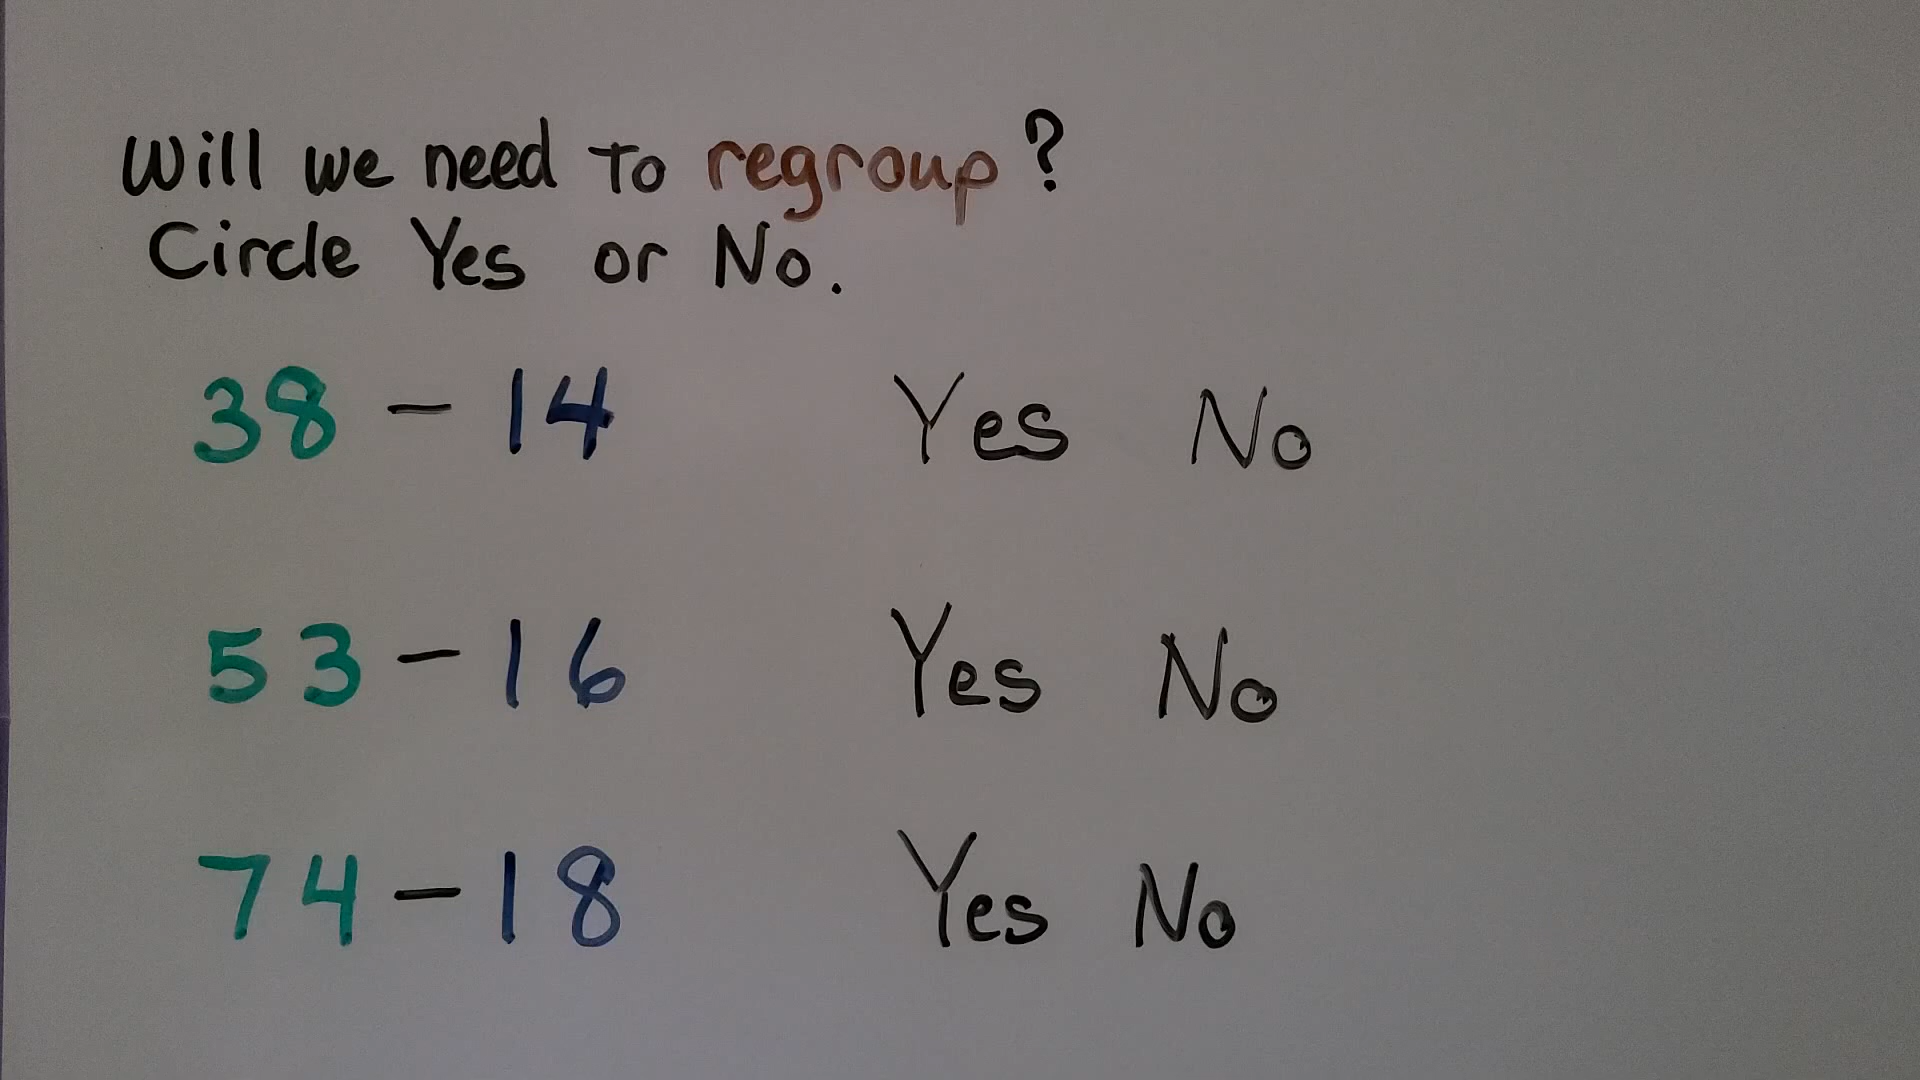 Will we need to regroup?
Circle Yes or No.
38 - 14 Yes No
53 - 16 Yes No
74 - 18 Yes No